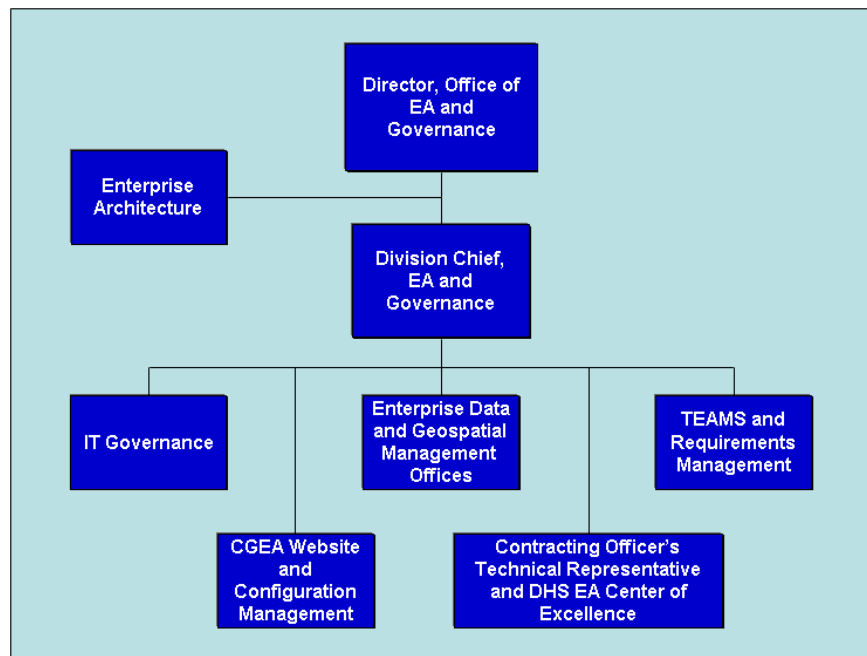 Director, Office of
EA and
Governance
Enterprise
Architecture
Division Chief,
EA and
Governance
IT Governance
Enterprise Data
and Geospatial
Management
Offices
TEAMS and
Requirements
Management
CGEA Website
and
Configuration
Management
Contracting Officer’s
Technical Representative
and DHS EA Center of
Excellence